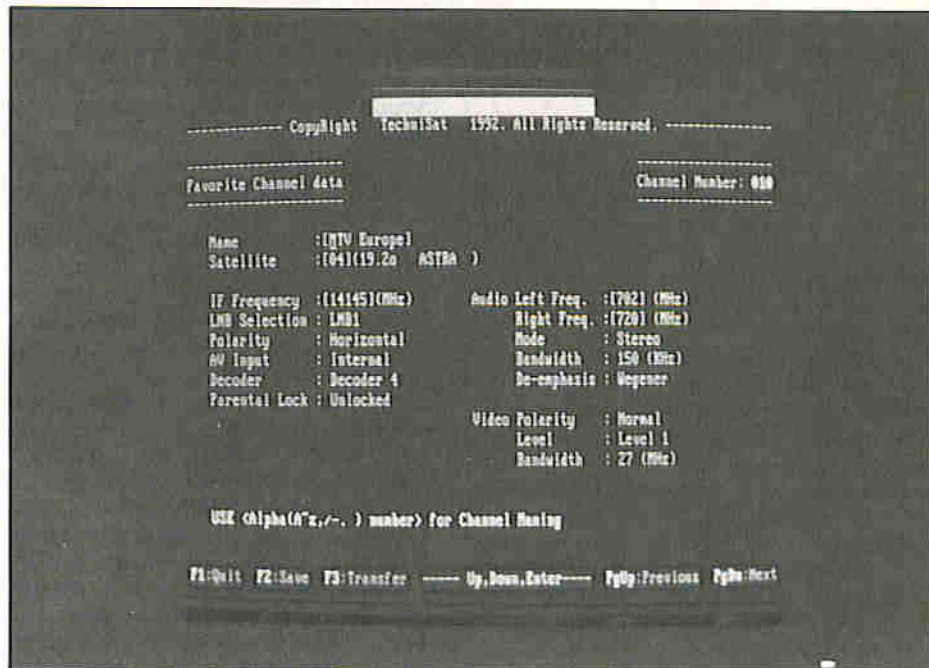 ------------ CopyRight TechniSat 1992. All Rights Reserved. -------------
Favorite Channel data
Channel Number: 010
Name :[MTV Europe]
Satellite :[04](19.2o ASTRA )
IF Frequency :[14145](MHz)
LNB Selection : LNB1
Polarity : Horizontal
AV Input : Internal
Decoder : Decoder 4
Parental Lock : Unlocked
Audio Left Freq. :[702] (MHz)
Right Freq. :[720] (MHz)
Mode : Stereo
Bandwidth : 150 (KHz)
De-emphasis : Wegener
Video Polarity : Normal
Level : Level 1
Bandwidth : 27 (MHz)
USE <Alpha(A~z,/-. ) number> for Channel Naming
F1:Quit F2:Save F3:Transfer ----- Up,Down,Enter---- PgUp:Previous PgDn:Next